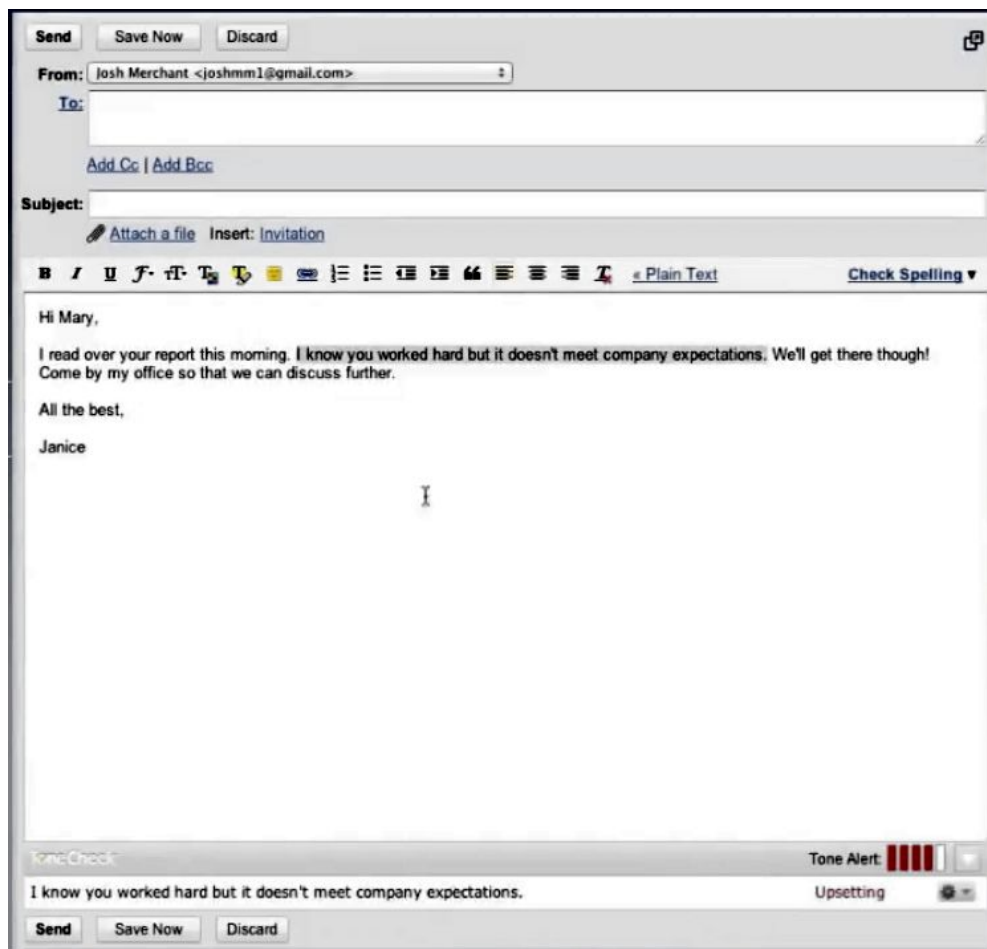 Send Save Now Discard
From: Josh Merchant <joshmm1@gmail.com>
To:
Add Cc | Add Bcc
Subject:
Attach a file Insert: Invitation
B I U « Plain Text Check Spelling ▼
Hi Mary,
I read over your report this morning. I know you worked hard but it doesn't meet company expectations. We'll get there though!
Come by my office so that we can discuss further.
All the best,
Janice
ToneCheck Tone Alert:
I know you worked hard but it doesn't meet company expectations. Upsetting
Send Save Now Discard